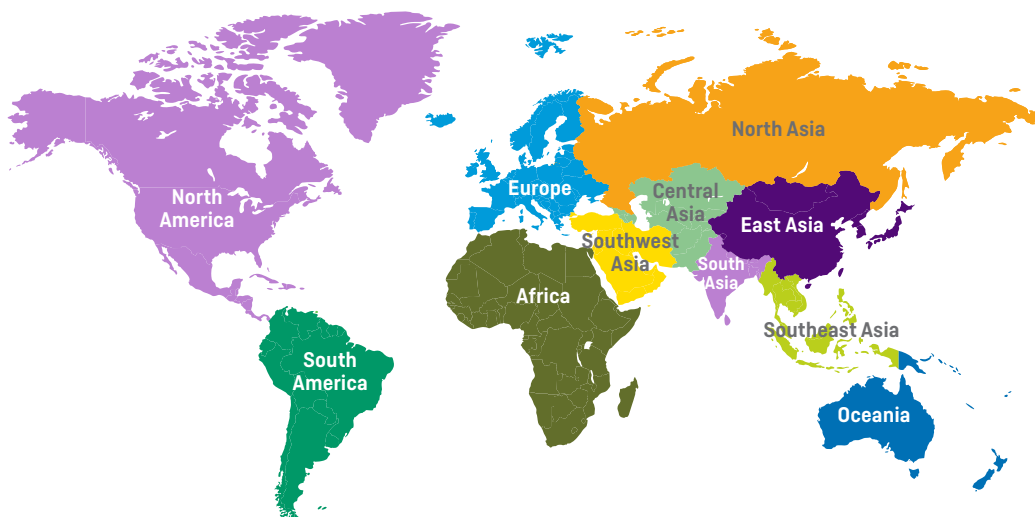 North Asia
North
America
Europe
Central
Asia
East Asia
Southwest
Asia
South
Asia
Africa
Southeast Asia
South
America
Oceania